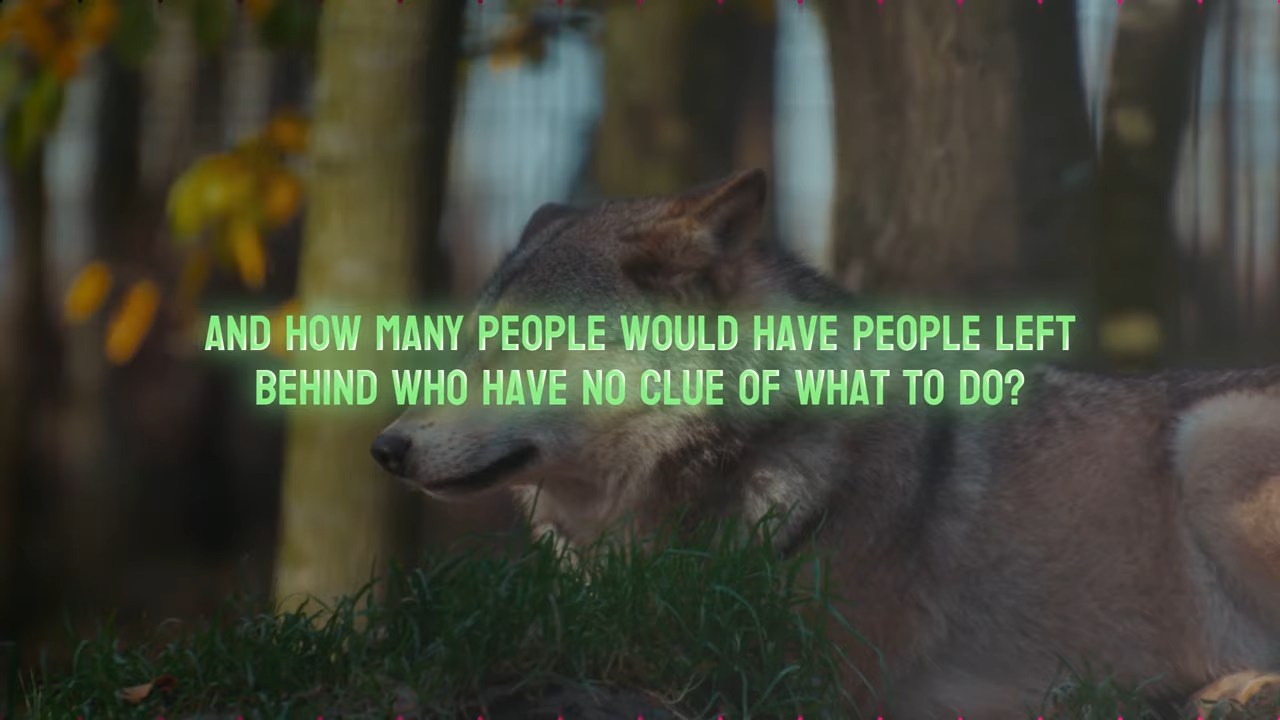 AND HOW MANY PEOPLE WOULD HAVE PEOPLE LEFT
BEHIND WHO HAVE NO CLUE OF WHAT TO DO?